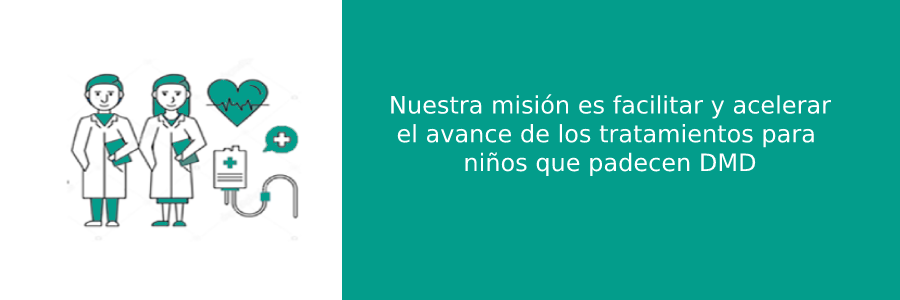 Nuestra misión es facilitar y acelerar
el avance de los tratamientos para
niños que padecen DMD